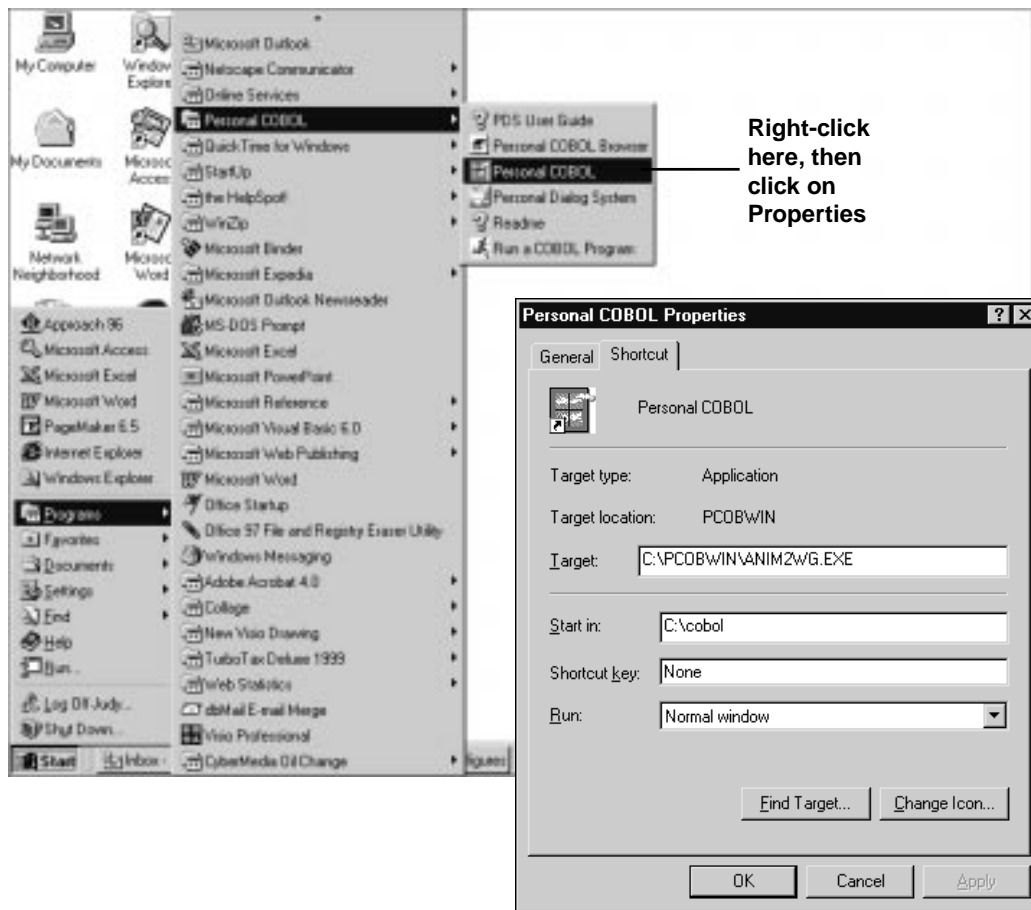 My Computer
Window
Explore
My Documents
Microsc
Acces
Network
Neighborhood
Microsc
Word
Approach 96
Microsoft Access
Microsoft Excel
Microsoft Word
PageMaker 6.5
Internet Explorer
Windows Explorer
Programs
Favorites
Documents
Settings
Find
Help
Run...
Log Off Judy...
Shut Down...
Start
Inbox -
figures
Microsoft Outlook
Netscape Communicator
Online Services
Personal COBOL
QuickTime for Windows
StartUp
the HelpSpot!
WinZip
Microsoft Binder
Microsoft Expedia
Microsoft Outlook Newsreader
MS-DOS Prompt
Microsoft Excel
Microsoft PowerPoint
Microsoft Reference
Microsoft Visual Basic 6.0
Microsoft Web Publishing
Microsoft Word
Office Startup
Office 97 File and Registry Eraser Utility
Windows Messaging
Adobe Acrobat 4.0
Collage
New Visio Drawing
TurboTax Deluxe 1999
Web Statistics
dbMail E-mail Merge
Visio Professional
CyberMedia Oil Change
PDS User Guide
Personal COBOL Browser
Personal COBOL
Personal Dialog System
Readme
Run a COBOL Program
Right-click
here, then
click on
Properties
Personal COBOL Properties
General Shortcut
Personal COBOL
Target type: Application
Target location: PCOBWIN
Target: C:\PCOBWIN\ANIM2WG.EXE
Start in: C:\cobol
Shortcut key: None
Run: Normal window
Find Target... Change Icon...
OK Cancel Apply